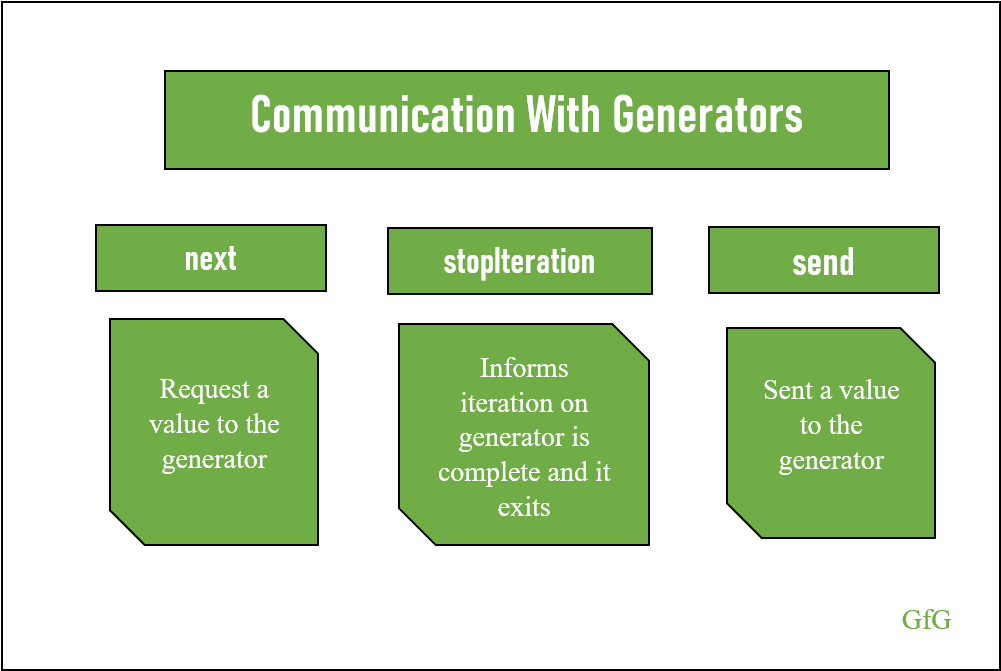 Communication With Generators
next
stopIteration
send
Request a
value to the
generator
Informs
iteration on
generator is
complete and it
exits
Sent a value
to the
generator
GfG